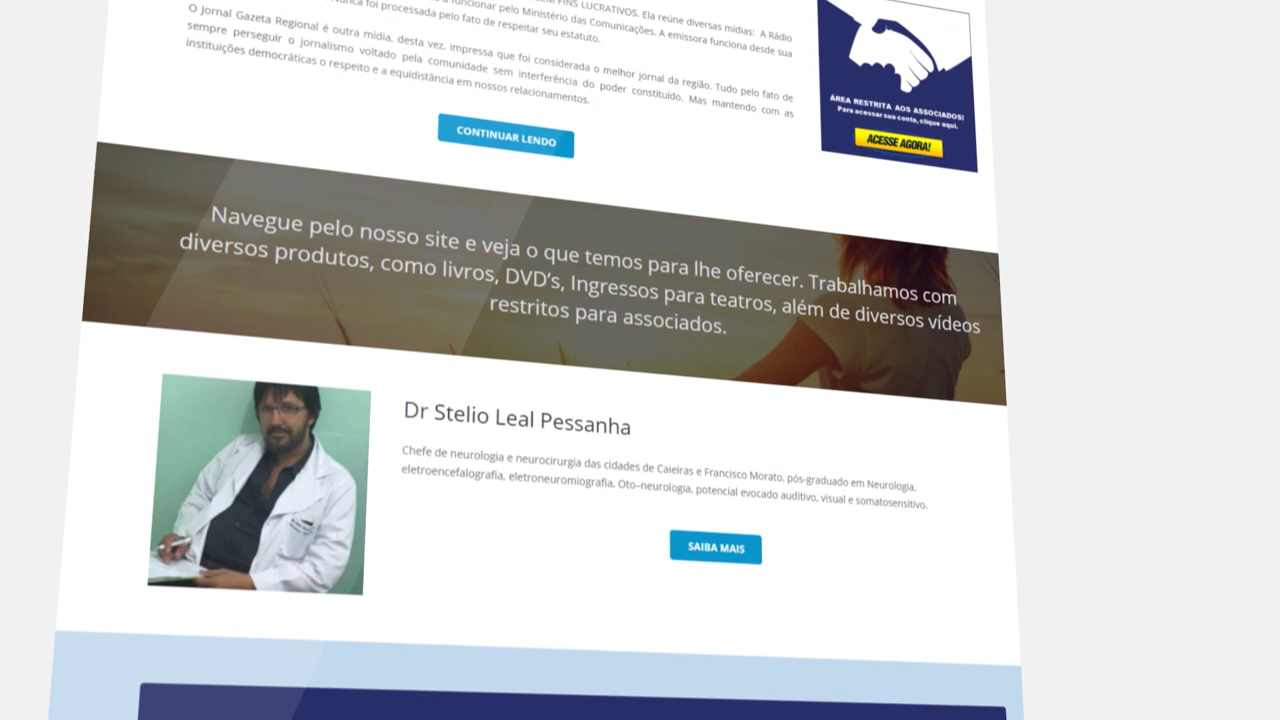 FINS LUCRATIVOS. Ela reúne diversas mídias: A Rádio
funcionar pelo Ministério das Comunicações. A emissora funciona desde sua
foi processada pelo fato de respeitar seu estatuto.
O Jornal Gazeta Regional é outra mídia, desta vez, impressa que foi considerada o melhor jornal da região. Tudo pelo fato de
sempre perseguir o jornalismo voltado pela comunidade sem interferência do poder constituído. Mas mantendo com as
instituições democráticas o respeito e a equidistância em nossos relacionamentos.
CONTINUAR LENDO
ÁREA RESTRITA AOS ASSOCIADOS!
Para acessar sua conta, clique aqui.
ACESSE AGORA!
Navegue pelo nosso site e veja o que temos para lhe oferecer. Trabalhamos com
diversos produtos, como livros, DVD's, Ingressos para teatros, além de diversos vídeos
restritos para associados.
Dr Stelio Leal Pessanha
Chefe de neurologia e neurocirurgia das cidades de Caieiras e Francisco Morato, pós-graduado em Neurologia,
eletroencefalografia, eletroneuromiografia, Oto–neurologia, potencial evocado auditivo, visual e somatosensitivo.
SAIBA MAIS